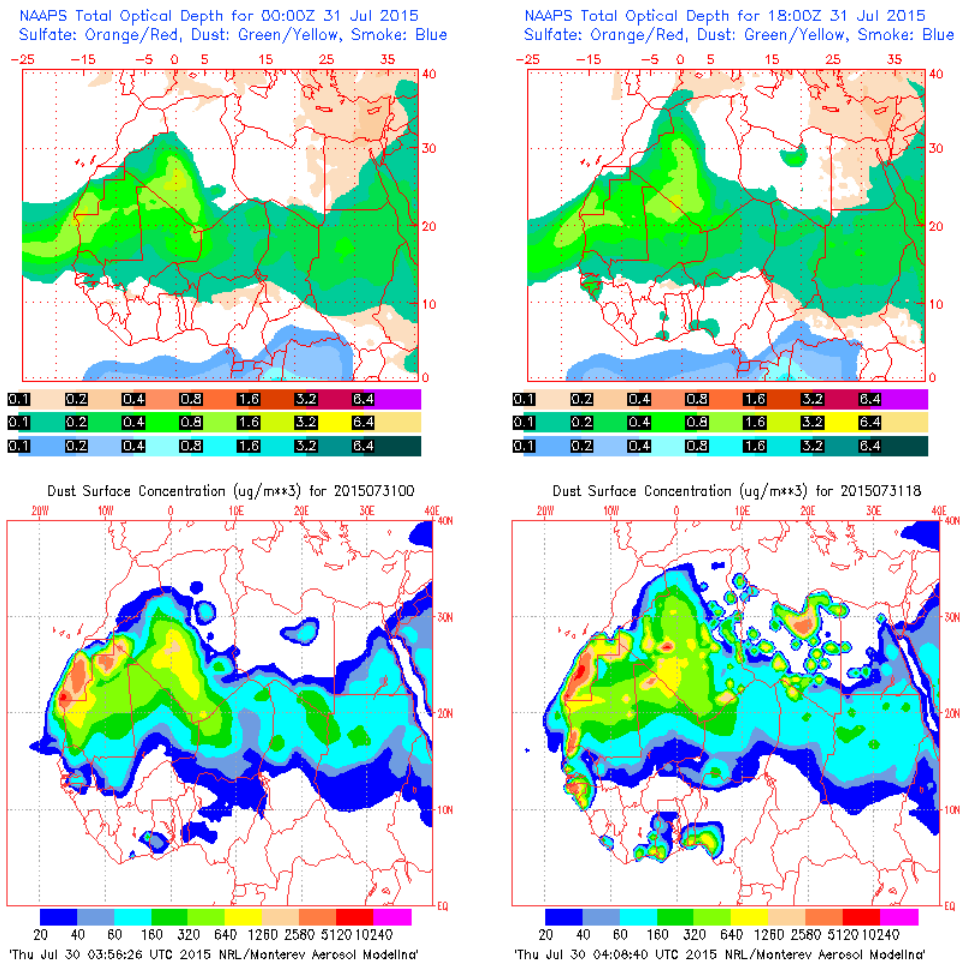 NAAPS Total Optical Depth for 00:00Z 31 Jul 2015
Sulfate: Orange/Red, Dust: Green/Yellow, Smoke: Blue
-25 -15 -5 0 5 15 25 35
40
30
20
10
0
0.1 0.2 0.4 0.8 1.6 3.2 6.4
0.1 0.2 0.4 0.8 1.6 3.2 6.4
0.1 0.2 0.4 0.8 1.6 3.2 6.4
NAAPS Total Optical Depth for 18:00Z 31 Jul 2015
Sulfate: Orange/Red, Dust: Green/Yellow, Smoke: Blue
-25 -15 -5 0 5 15 25 35
40
30
20
10
0
0.1 0.2 0.4 0.8 1.6 3.2 6.4
0.1 0.2 0.4 0.8 1.6 3.2 6.4
0.1 0.2 0.4 0.8 1.6 3.2 6.4
Dust Surface Concentration (ug/m**3) for 2015073100
20W 10W 0 10E 20E 30E 40E
40N
30N
20N
10N
EQ
20 40 60 160 320 640 1260 2580 5120 10240
'Thu Jul 30 03:56:26 UTC 2015 NRL/Monterey Aerosol Modeling'
Dust Surface Concentration (ug/m**3) for 2015073118
20W 10W 0 10E 20E 30E 40E
40N
30N
20N
10N
EQ
20 40 60 160 320 640 1260 2580 5120 10240
'Thu Jul 30 04:06:40 UTC 2015 NRL/Monterey Aerosol Modeling'